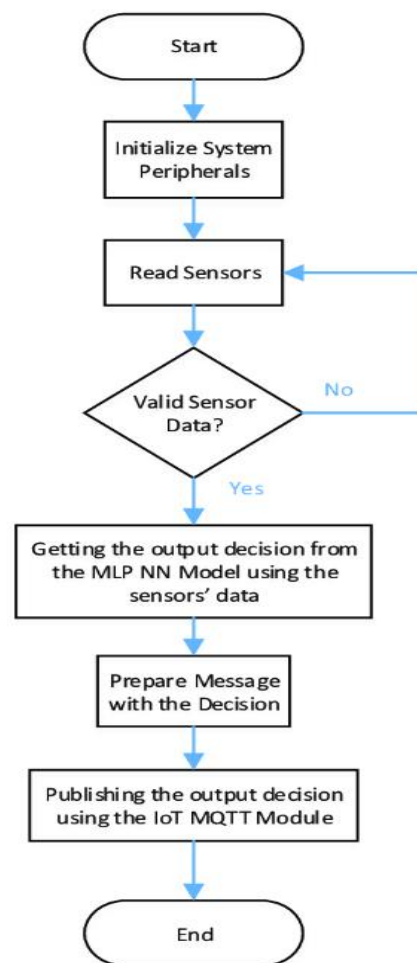 Start
Initialize System
Peripherals
Read Sensors
Valid Sensor
Data?
No
Yes
Getting the output decision from
the MLP NN Model using the
sensors' data
Prepare Message
with the Decision
Publishing the output decision
using the IoT MQTT Module
End